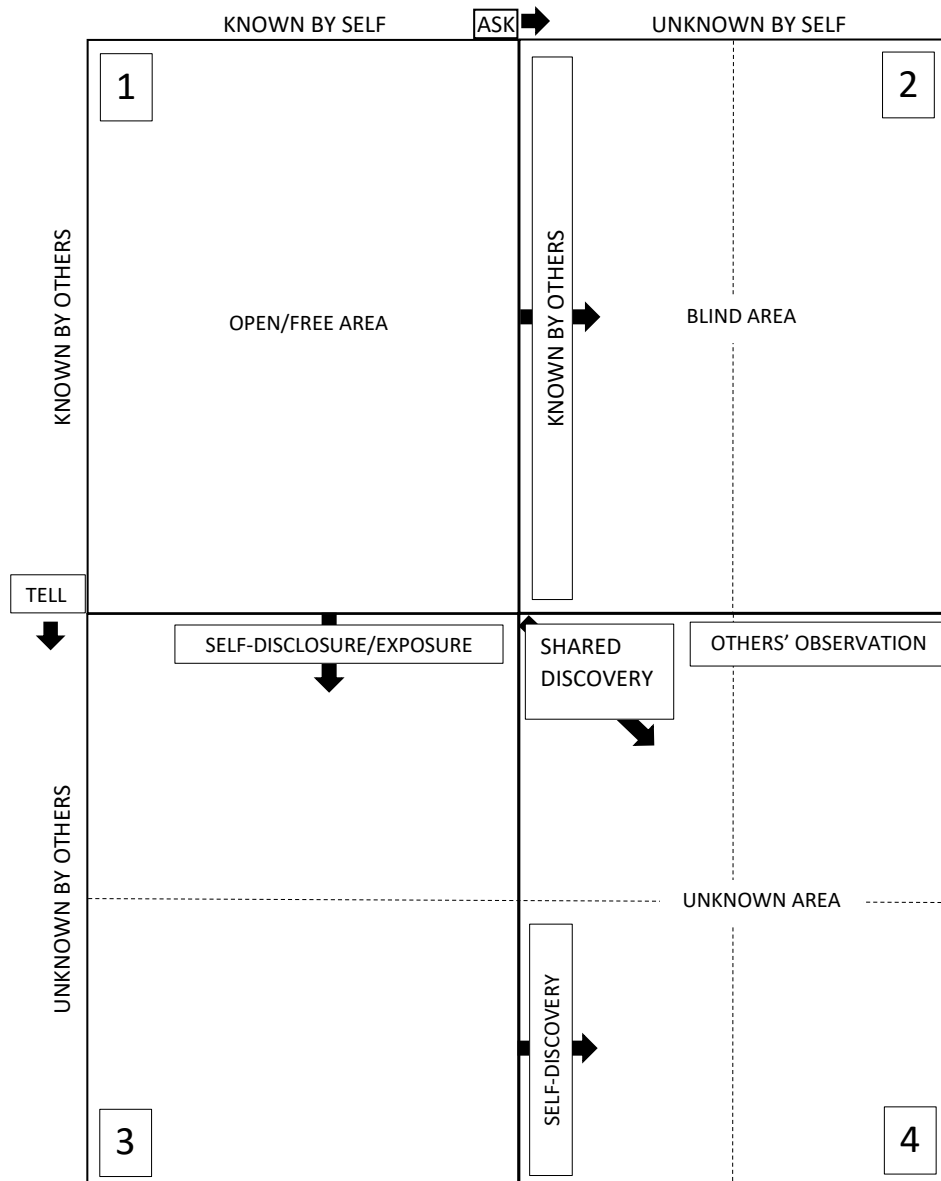 KNOWN BY SELF
ASK
UNKNOWN BY SELF
1
2
KNOWN BY OTHERS
OPEN/FREE AREA
KNOWN BY OTHERS
BLIND AREA
TELL
SELF-DISCLOSURE/EXPOSURE
SHARED
DISCOVERY
OTHERS’ OBSERVATION
UNKNOWN BY OTHERS
UNKNOWN AREA
SELF-DISCOVERY
3
4